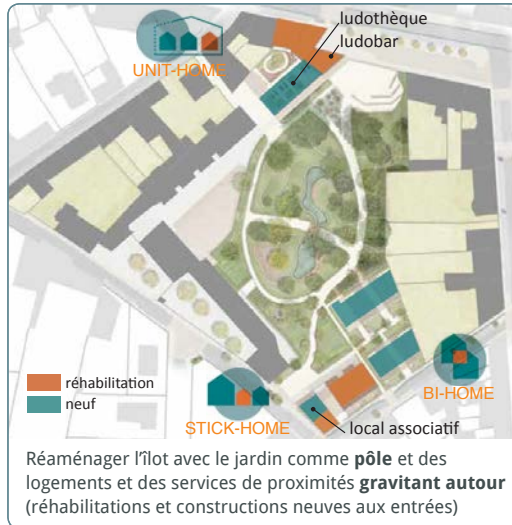 ludothèque
ludobar
UNIT-HOME
réhabilitation
neuf
BI-HOME
STICK-HOME
local associatif
Réaménager l'îlot avec le jardin comme pôle et des
logements et des services de proximités gravitant autour
(réhabilitations et constructions neuves aux entrées)